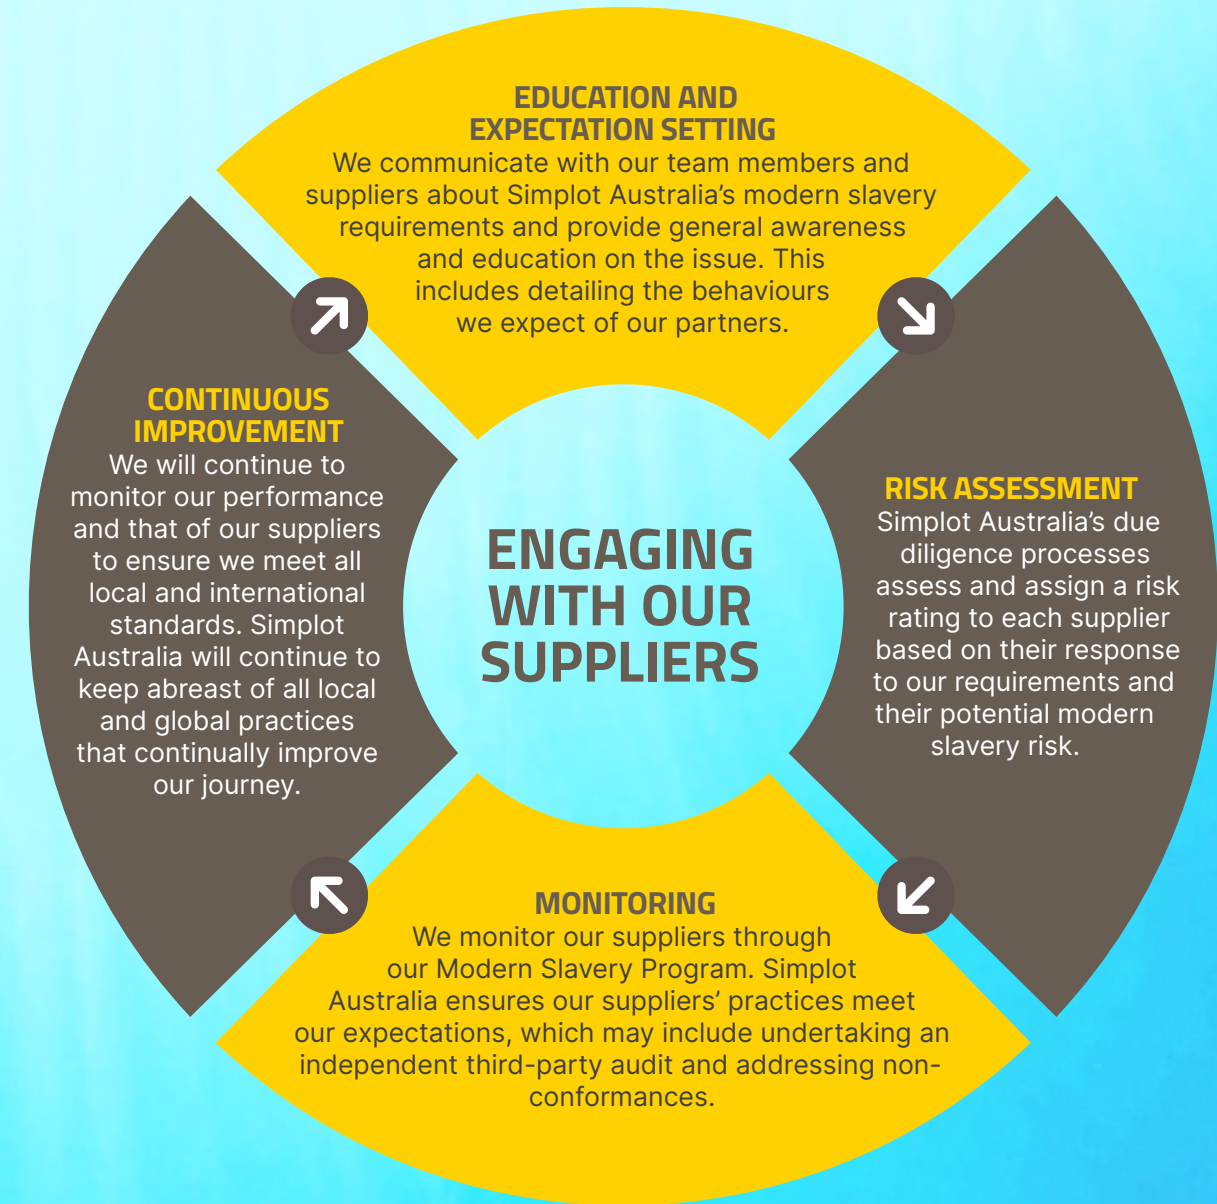 EDUCATION AND
EXPECTATION SETTING
We communicate with our team members and
suppliers about Simplot Australia’s modern slavery
requirements and provide general awareness
and education on the issue. This
includes detailing the behaviours
we expect of our partners.
RISK ASSESSMENT
Simplot Australia’s due
diligence processes
assess and assign a risk
rating to each supplier
based on their response
to our requirements and
their potential modern
slavery risk.
MONITORING
We monitor our suppliers through
our Modern Slavery Program. Simplot
Australia ensures our suppliers’ practices meet
our expectations, which may include undertaking an
independent third-party audit and addressing non-
conformances.
CONTINUOUS
IMPROVEMENT
We will continue to
monitor our performance
and that of our suppliers
to ensure we meet all
local and international
standards. Simplot
Australia will continue to
keep abreast of all local
and global practices
that continually improve
our journey.
ENGAGING
WITH OUR
SUPPLIERS